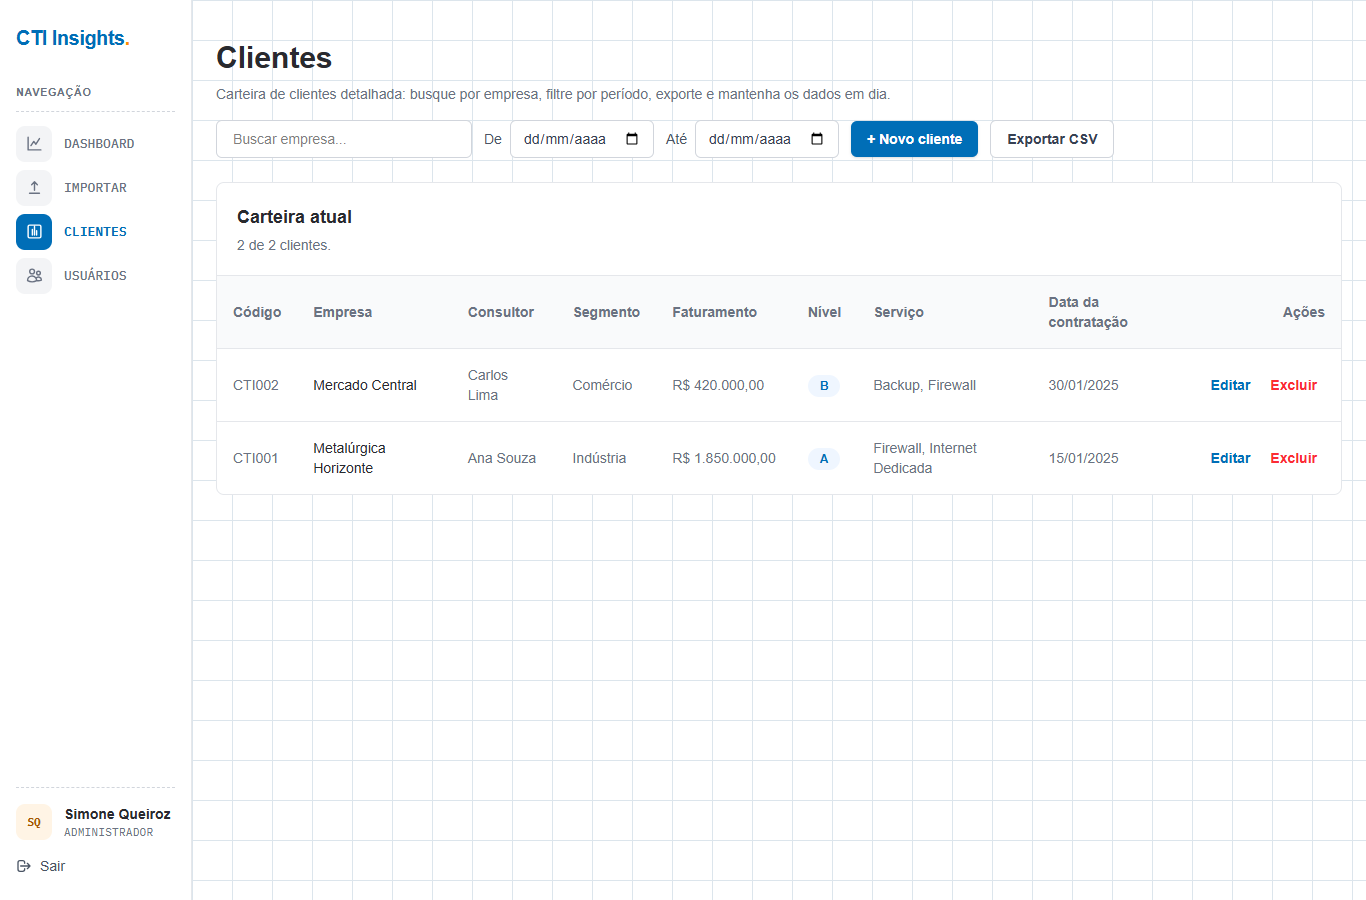 CTI Insights.
NAVEGAÇÃO
DASHBOARD
IMPORTAR
CLIENTES
USUÁRIOS
Simone Queiroz
SQ
ADMINISTRADOR
Sair
Clientes
Carteira de clientes detalhada: busque por empresa, filtre por período, exporte e mantenha os dados em dia.
Buscar empresa... De dd/mm/aaaa Até dd/mm/aaaa + Novo cliente Exportar CSV
Carteira atual
2 de 2 clientes.
Código Empresa Consultor Segmento Faturamento Nível Serviço Data da contratação Ações
CTI002 Mercado Central Carlos Lima Comércio R$ 420.000,00 B Backup, Firewall 30/01/2025 Editar Excluir
CTI001 Metalúrgica Horizonte Ana Souza Indústria R$ 1.850.000,00 A Firewall, Internet Dedicada 15/01/2025 Editar Excluir